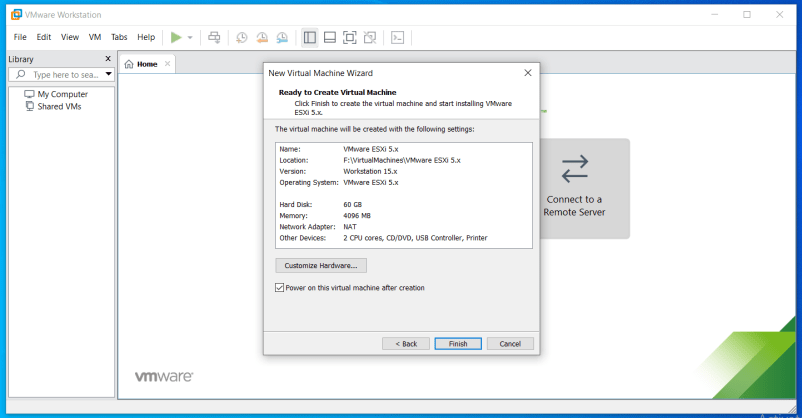 VMware Workstation
File Edit View VM Tabs Help
Library
Type here to sea...
My Computer
Shared VMs
Home
New Virtual Machine Wizard
Ready to Create Virtual Machine
Click Finish to create the virtual machine and start installing VMware
ESXi 5.x.
The virtual machine will be created with the following settings:
Name: VMware ESXi 5.x
Location: F:\VirtualMachines\VMware ESXi 5.x
Version: Workstation 15.x
Operating System: VMware ESXi 5.x
Hard Disk: 60 GB
Memory: 4096 MB
Network Adapter: NAT
Other Devices: 2 CPU cores, CD/DVD, USB Controller, Printer
Customize Hardware...
Power on this virtual machine after creation
< Back Finish Cancel
Connect to a
Remote Server
vmware